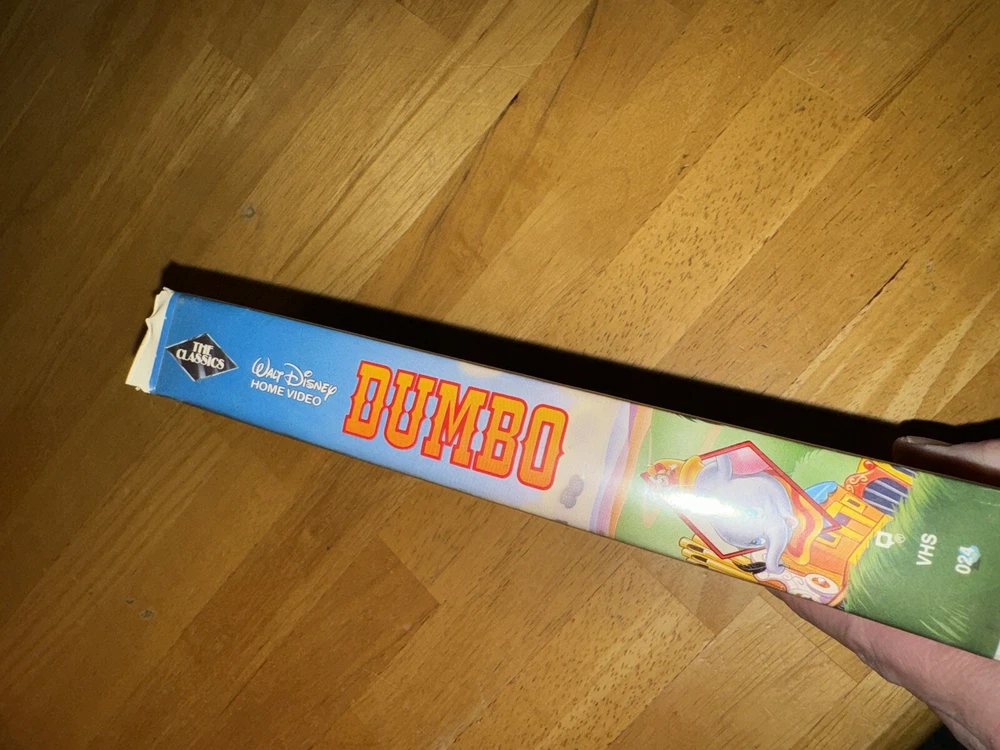 THE
CLASSICS
WALT DISNEY
HOME VIDEO
DUMBO
®
VHS
024